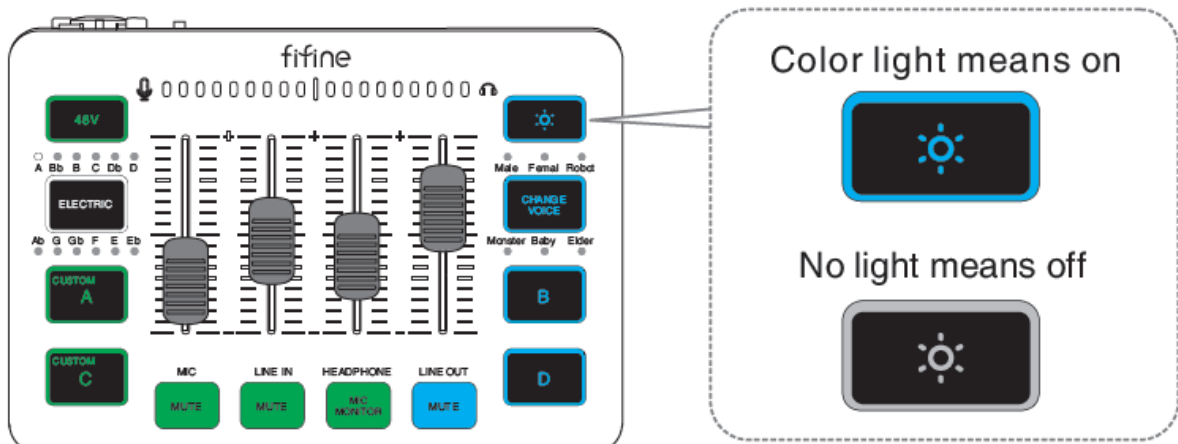 fifine
48V
A Bb B C Db D
ELECTRIC
Ab G Gb F E Eb
CUSTOM
A
CUSTOM
C
Male Femal Robot
CHANGE
VOICE
Monster Baby Elder
B
D
MIC LINE IN HEADPHONE LINE OUT
MUTE
MUTE
MIC
MONITOR
MUTE
Color light means on
No light means off